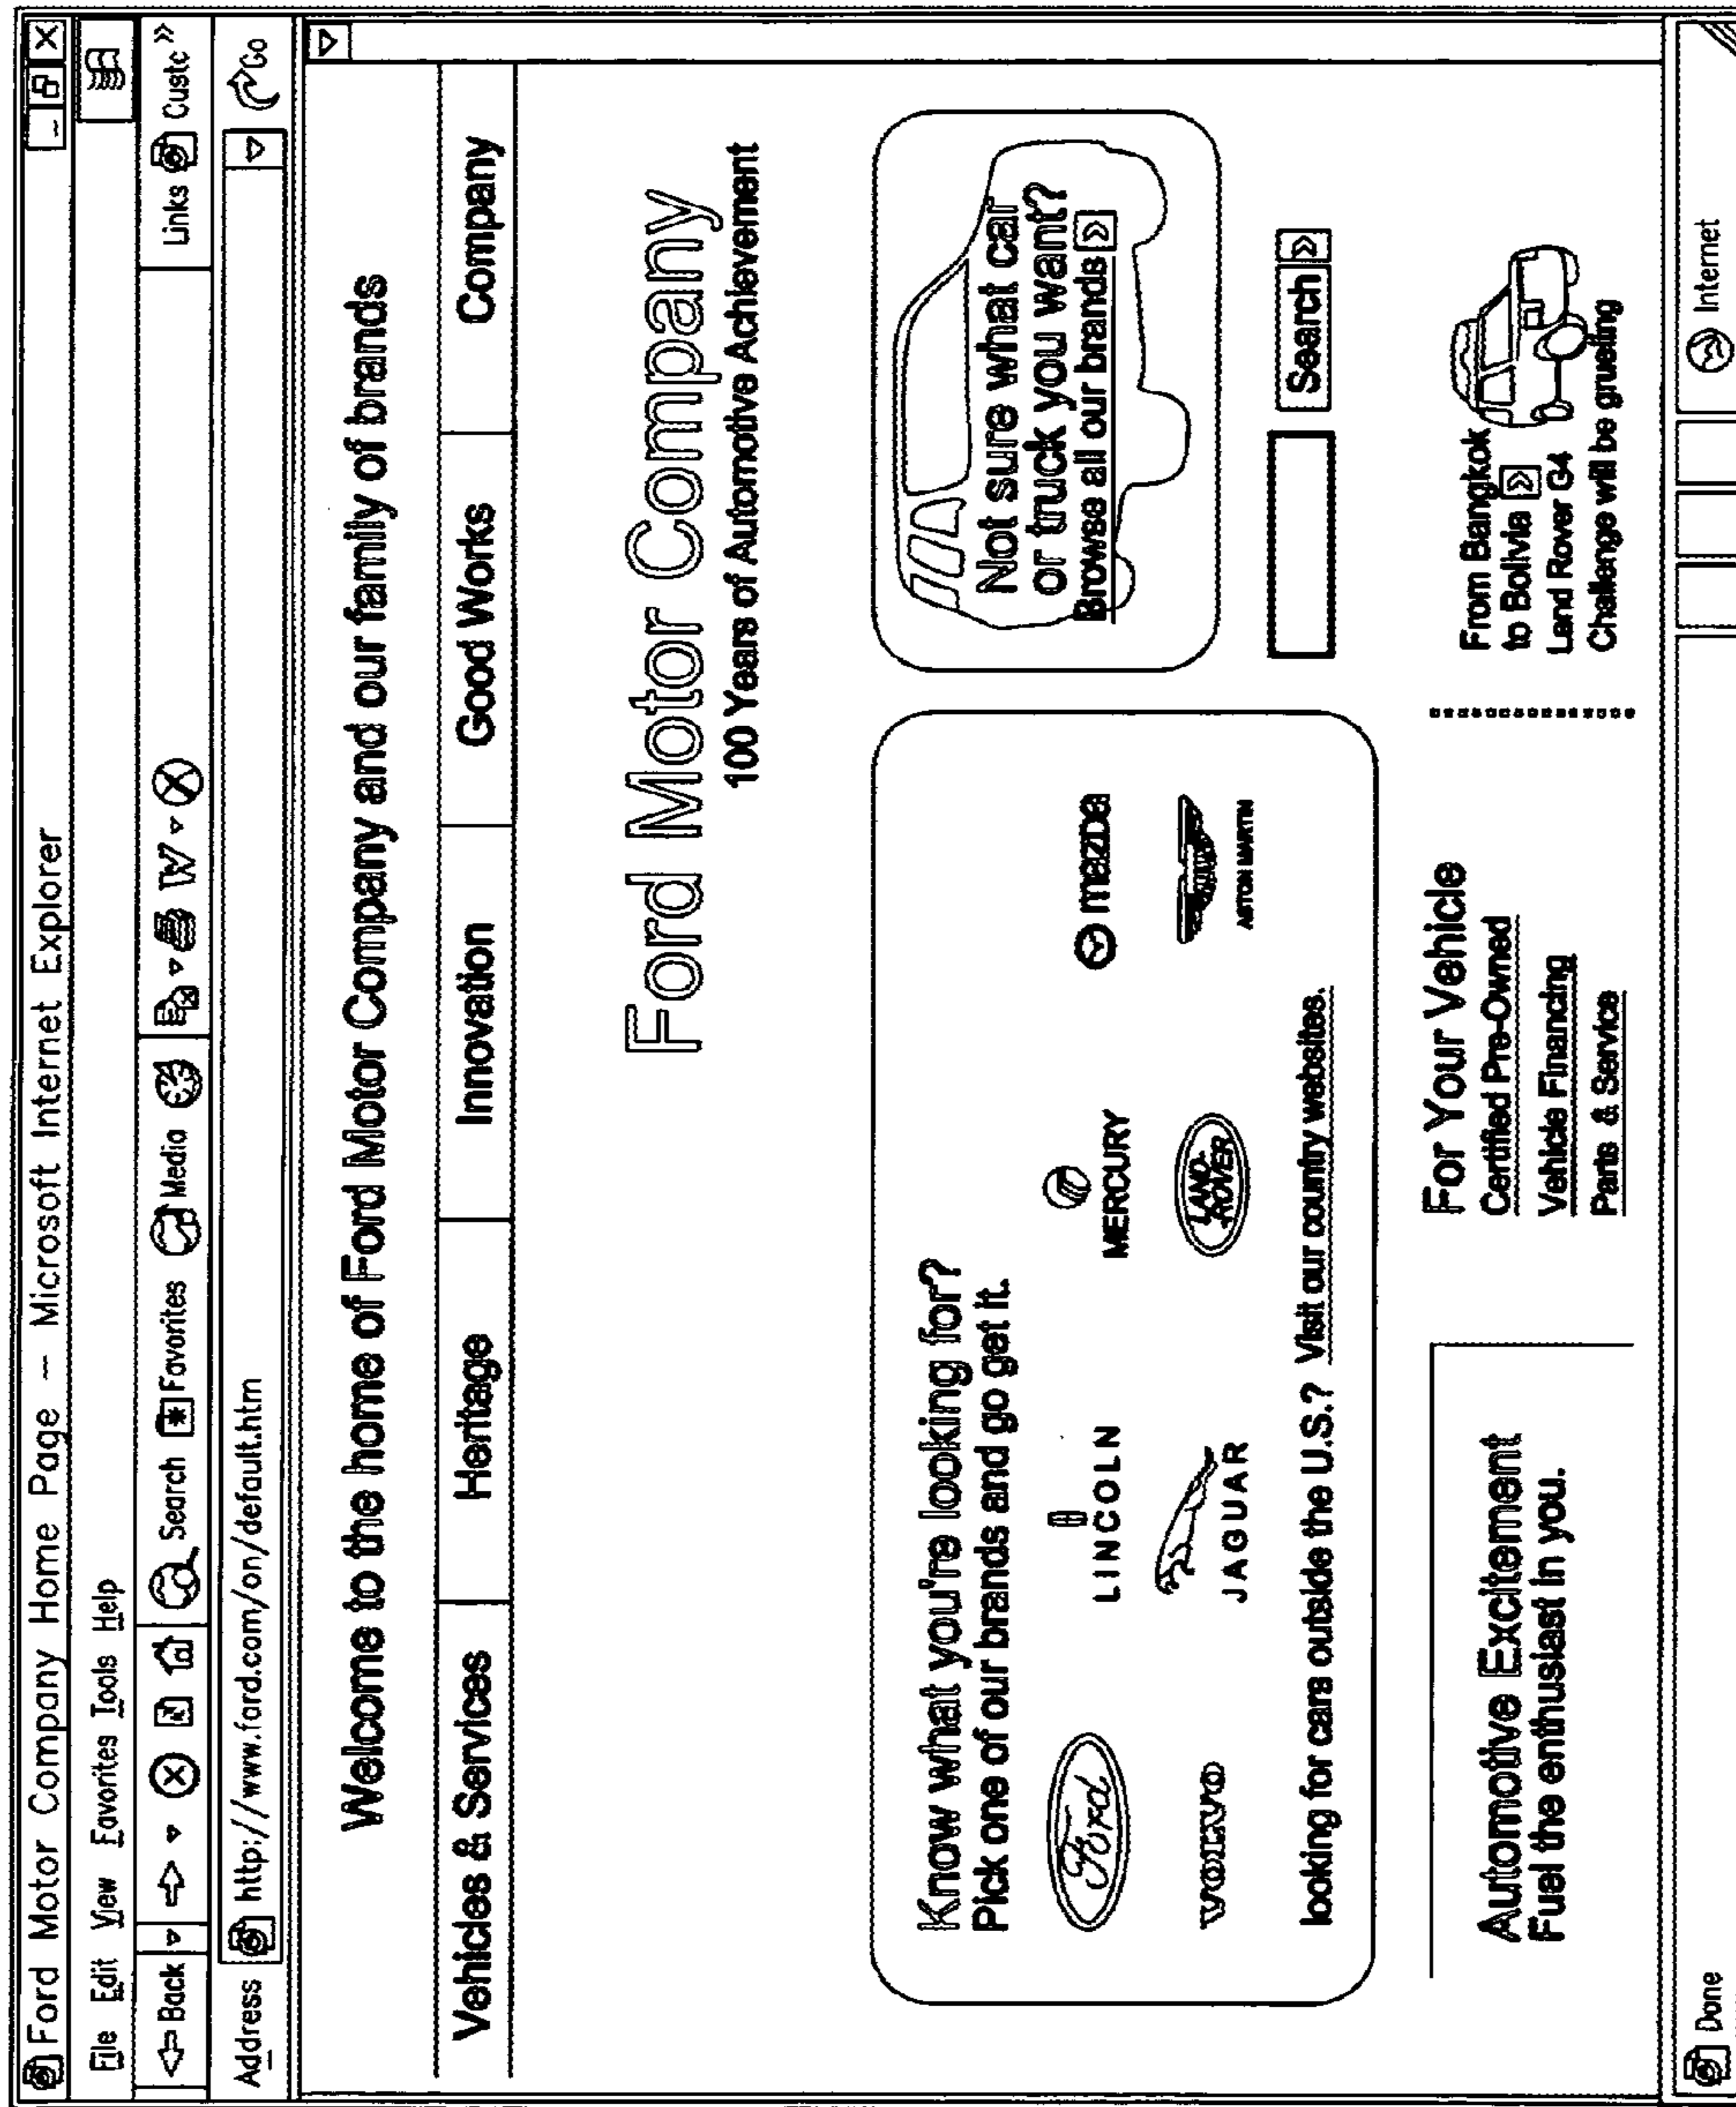 Ford Motor Company Home Page — Microsoft Internet Explorer
File Edit View Favorites Tools Help
Back Search Favorites Media Links Custc »
Address http://www.ford.com/on/default.htm Go
Welcome to the home of Ford Motor Company and our family of brands
Vehicles & Services Heritage Innovation Good Works Company
Ford Motor Company
100 Years of Automotive Achievement
Know what you're looking for?
Pick one of our brands and go get it.
Ford LINCOLN MERCURY mazda
VOLVO JAGUAR LAND-ROVER ASTON MARTIN
looking for cars outside the U.S.? Visit our country websites.
Not sure what car
or truck you want?
Browse all our brands »
Search »
Automotive Excitement
Fuel the enthusiast in you.
For Your Vehicle
Certified Pre-Owned
Vehicle Financing
Parts & Service
From Bangkok
to Bolivia »
Land Rover G4
Challenge will be grueling
Done Internet